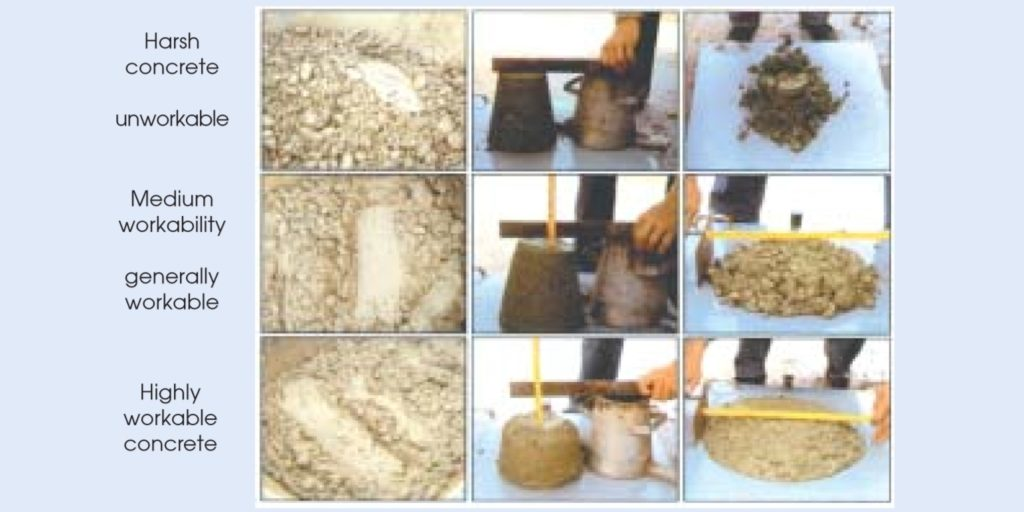 Harsh
concrete
unworkable
Medium
workability
generally
workable
Highly
workable
concrete